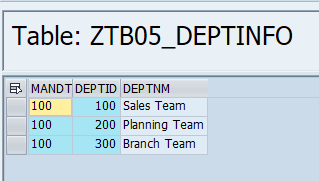 Table: ZTB05_DEPTINFO
MANDT DEPTID DEPTNM
100 100 Sales Team
100 200 Planning Team
100 300 Branch Team